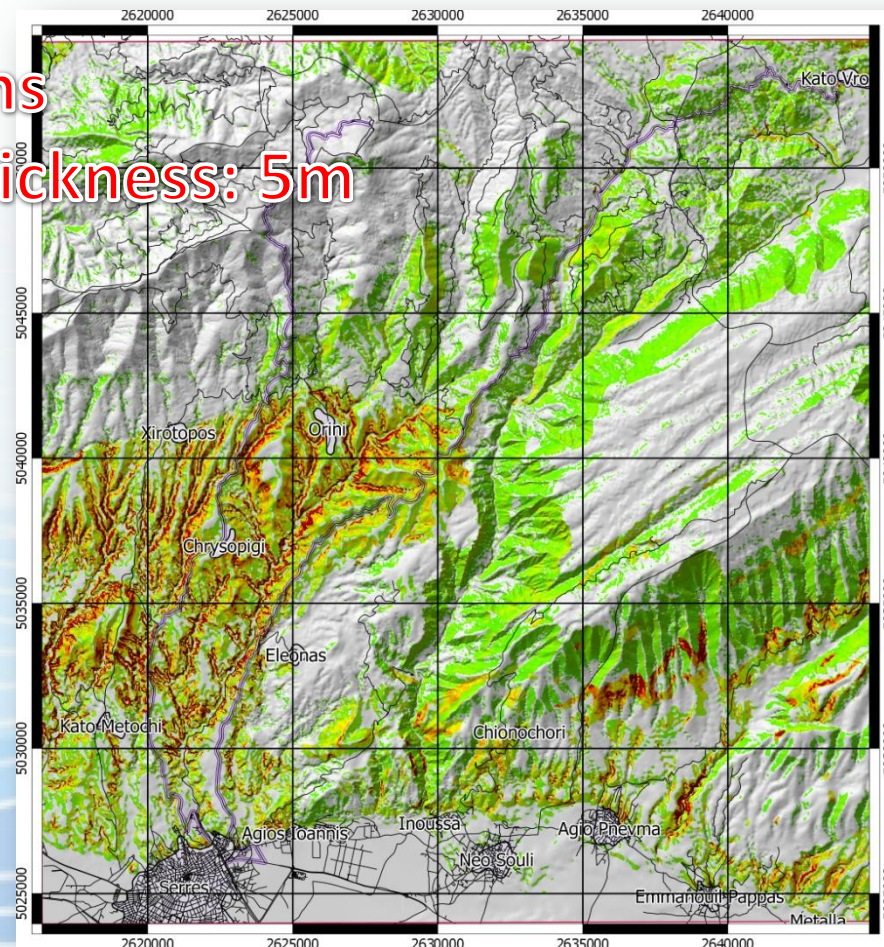 2620000 2625000 2630000 2635000 2640000
Kato Vro
ns
ickness: 5m
5045000
Xirotopos
Orini
5040000
Chrysopigi
5035000
Eleonas
Kato Metochi
Chionochori
5030000
Agios Ioannis
Inoussa
Agio Pnevma
Neo Souli
Serres
Emmanouil Pappas
5025000
Metalla
2620000 2625000 2630000 2635000 2640000